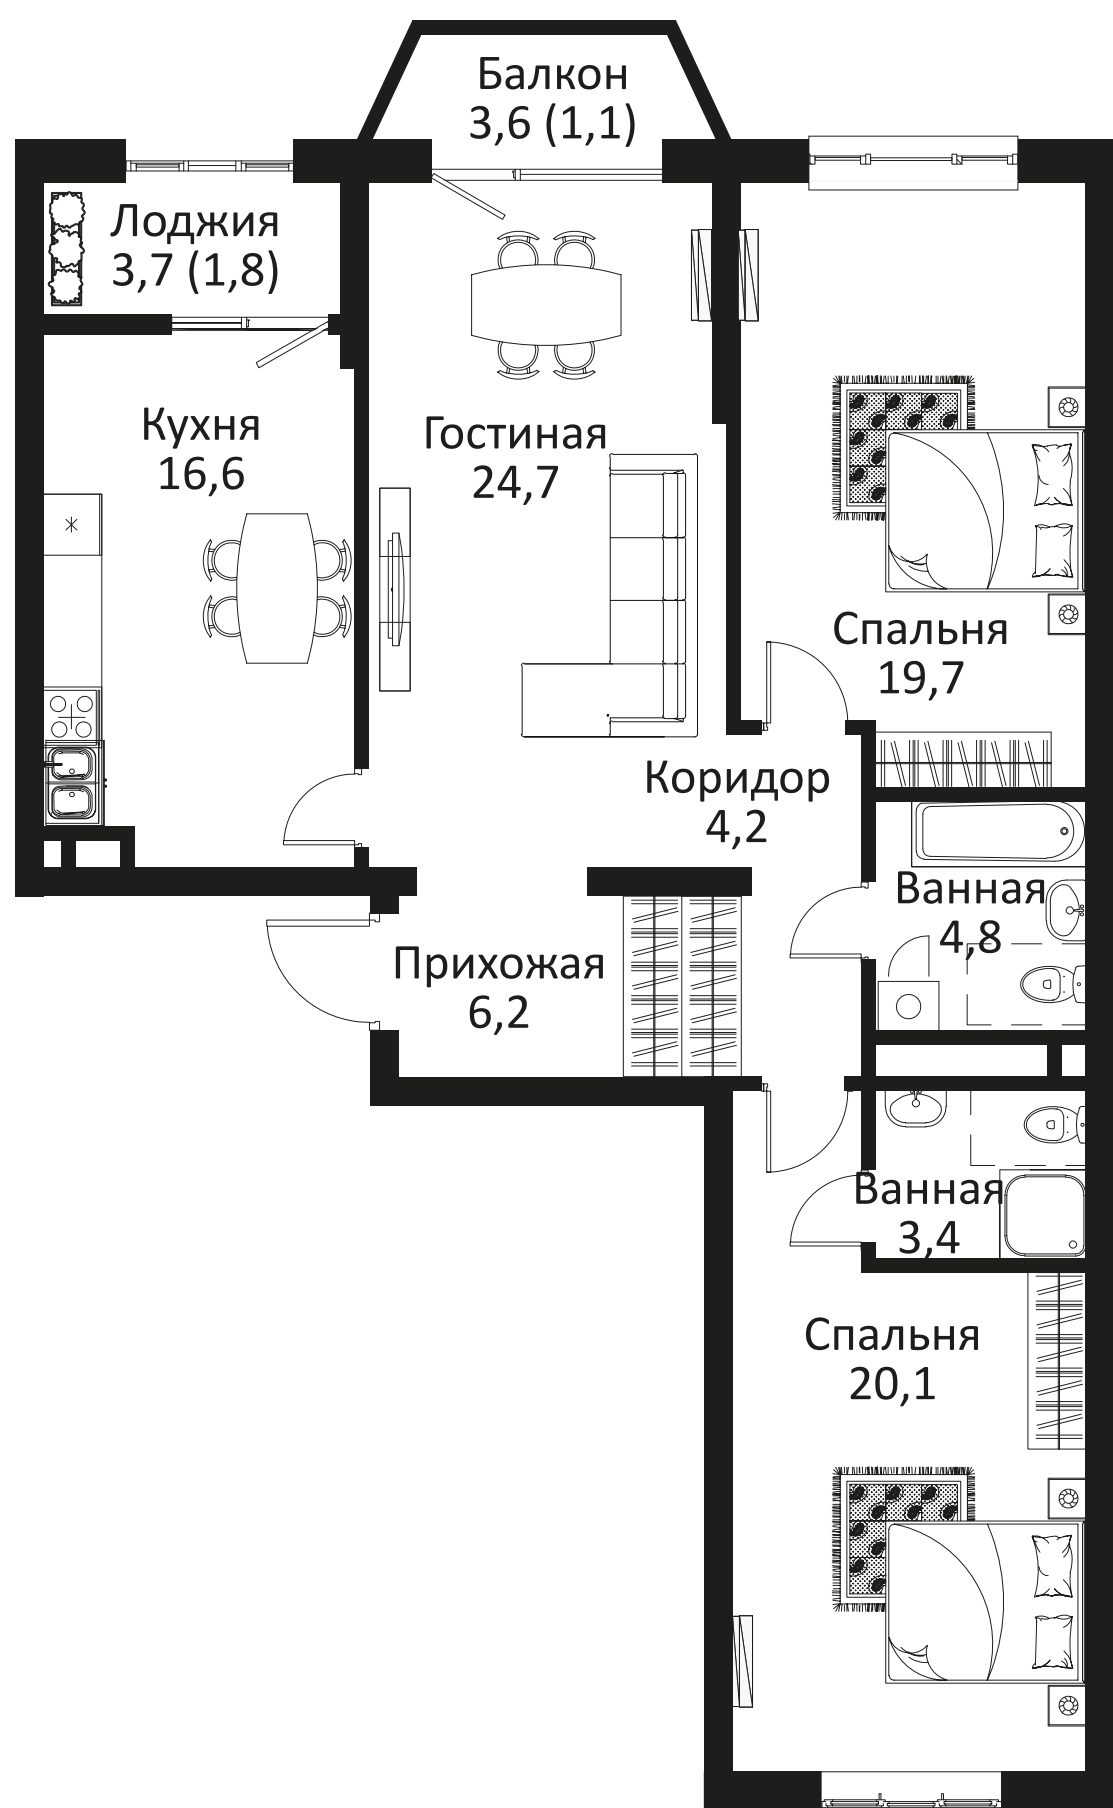 Балкон
3,6 (1,1)
Лоджия
3,7 (1,8)
Кухня
16,6
Гостиная
24,7
Спальня
19,7
Коридор
4,2
Ванная
4,8
Прихожая
6,2
Ванная
3,4
Спальня
20,1